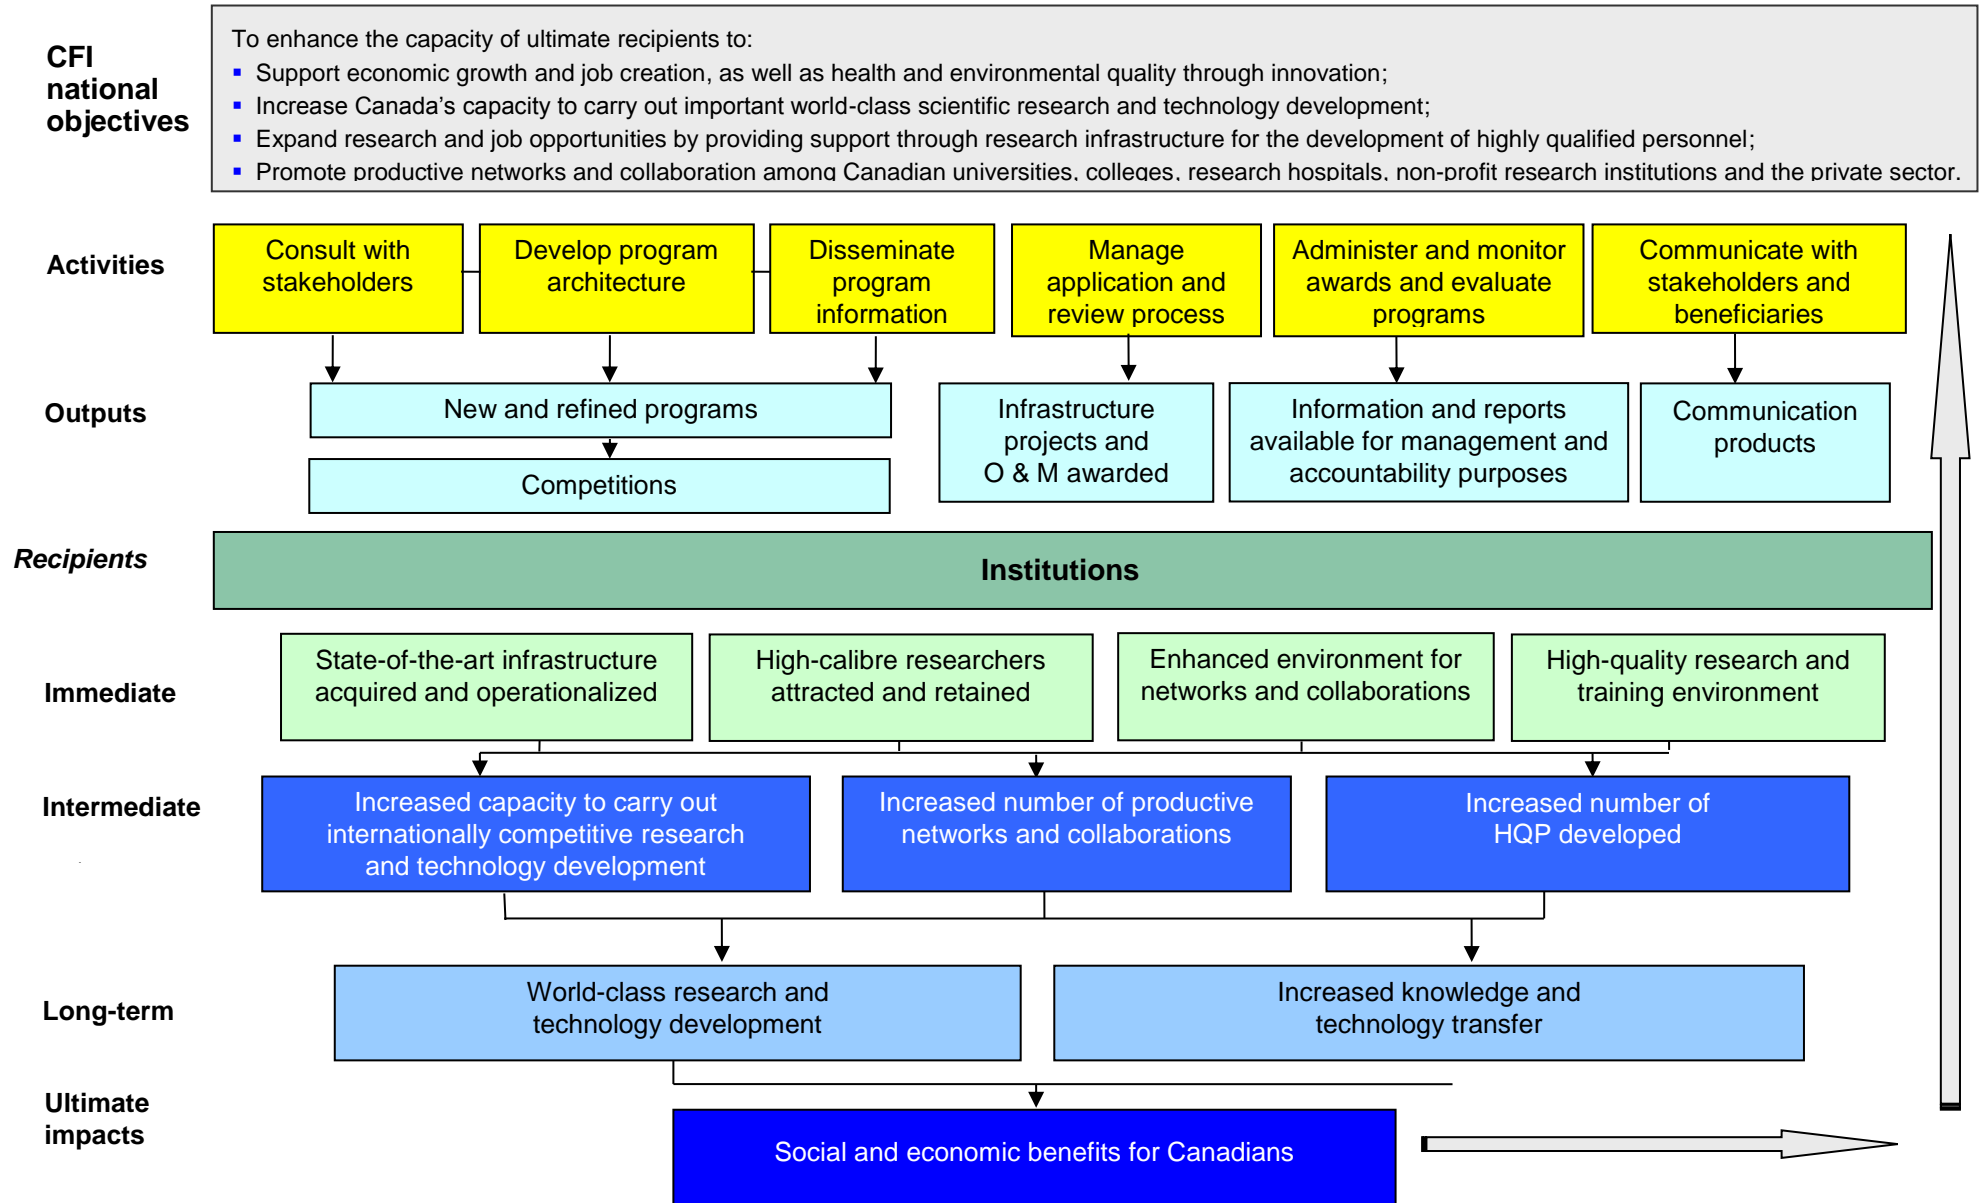 CFI
national
objectives
To enhance the capacity of ultimate recipients to:
▪ Support economic growth and job creation, as well as health and environmental quality through innovation;
▪ Increase Canada's capacity to carry out important world-class scientific research and technology development;
▪ Expand research and job opportunities by providing support through research infrastructure for the development of highly qualified personnel;
▪ Promote productive networks and collaboration among Canadian universities, colleges, research hospitals, non-profit research institutions and the private sector.
Activities
Consult with
stakeholders
Develop program
architecture
Disseminate
program
information
Manage
application and
review process
Administer and monitor
awards and evaluate
programs
Communicate with
stakeholders and
beneficiaries
Outputs
New and refined programs
Competitions
Infrastructure
projects and
O & M awarded
Information and reports
available for management and
accountability purposes
Communication
products
Recipients
Institutions
Immediate
State-of-the-art infrastructure
acquired and operationalized
High-calibre researchers
attracted and retained
Enhanced environment for
networks and collaborations
High-quality research and
training environment
Intermediate
Increased capacity to carry out
internationally competitive research
and technology development
Increased number of productive
networks and collaborations
Increased number of
HQP developed
Long-term
World-class research and
technology development
Increased knowledge and
technology transfer
Ultimate
impacts
Social and economic benefits for Canadians